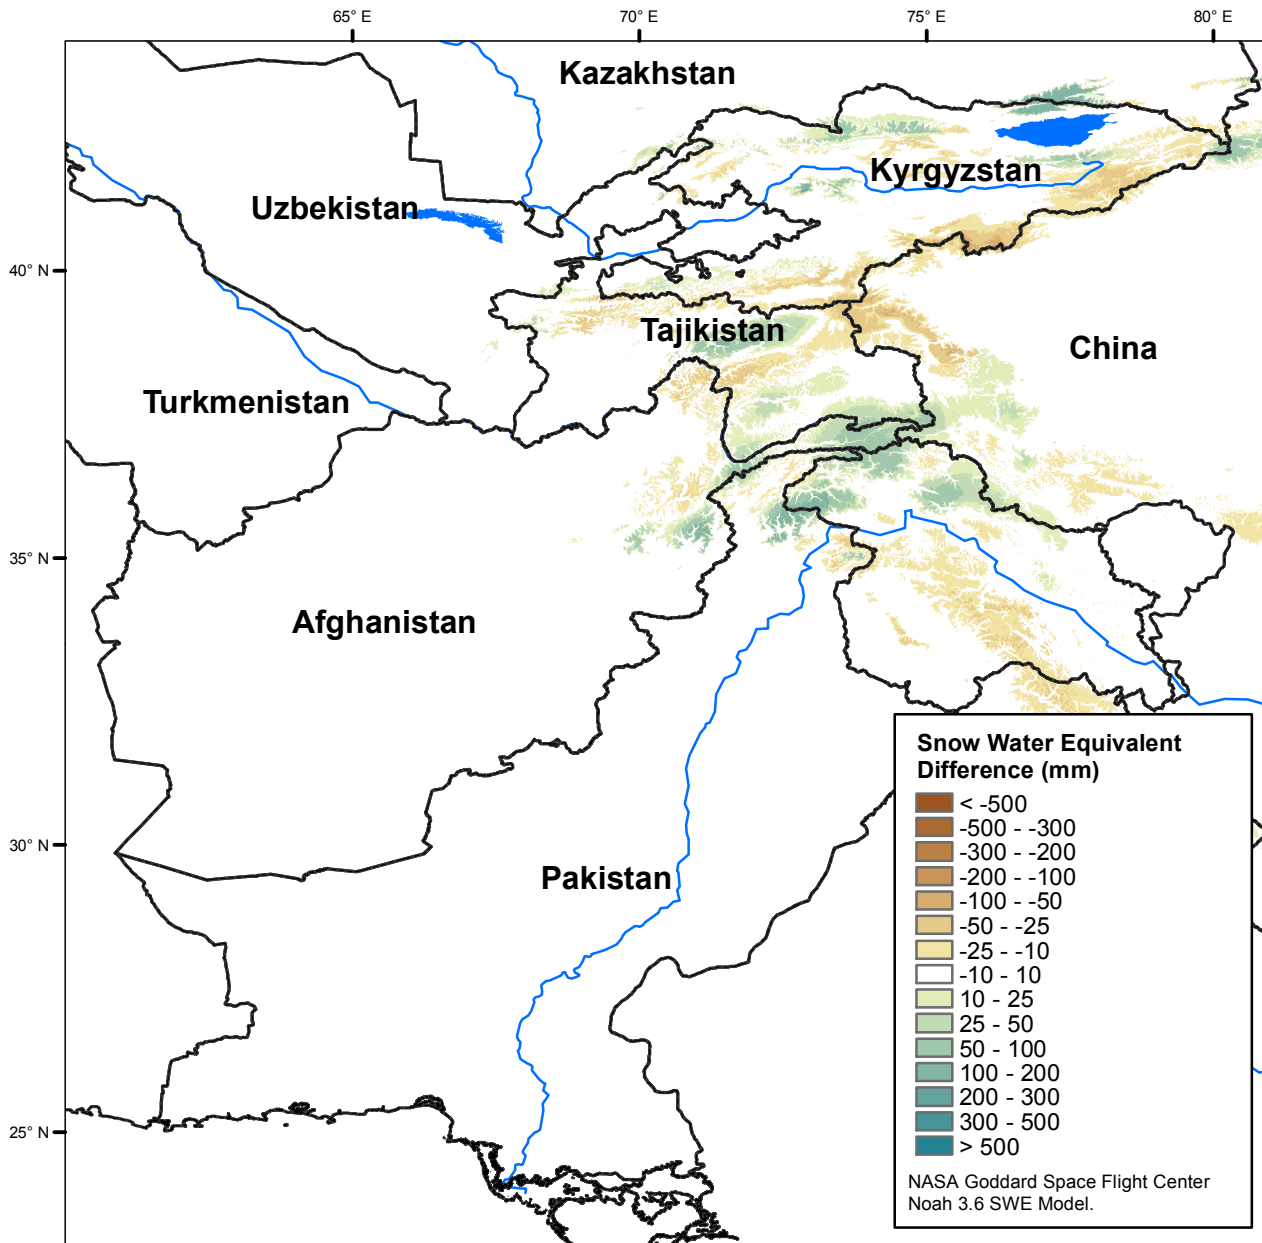 65° E
70° E
75° E
80° E
Kazakhstan
Kyrgyzstan
Uzbekistan
40° N
Tajikistan
China
Turkmenistan
35° N
Afghanistan
Snow Water Equivalent
Difference (mm)
< -500
-500 - -300
-300 - -200
-200 - -100
-100 - -50
-50 - -25
-25 - -10
-10 - 10
10 - 25
25 - 50
50 - 100
100 - 200
200 - 300
300 - 500
> 500
NASA Goddard Space Flight Center
Noah 3.6 SWE Model.
30° N
Pakistan
25° N